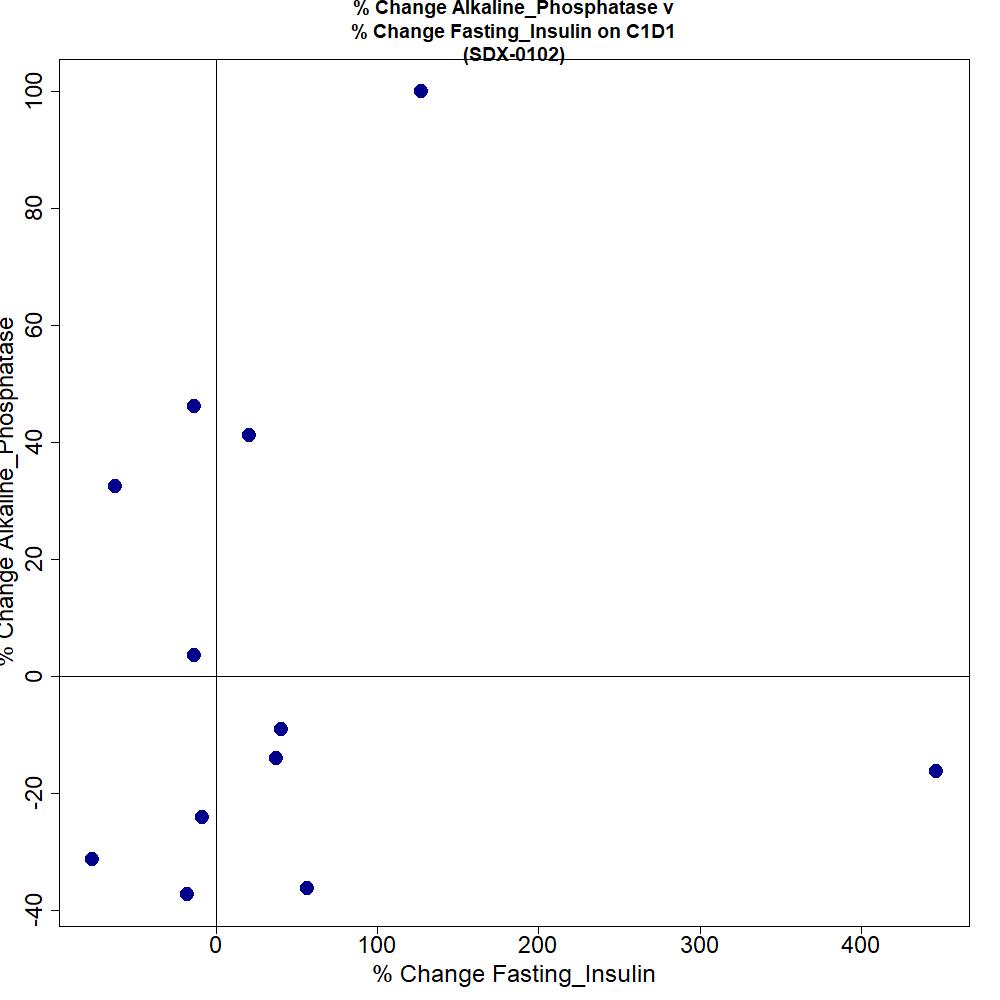 % Change Alkaline_Phosphatase v
% Change Fasting_Insulin on C1D1
(SDX-0102)
% Change Alkaline_Phosphatase
100
80
60
40
20
0
-20
-40
0 100 200 300 400
% Change Fasting_Insulin